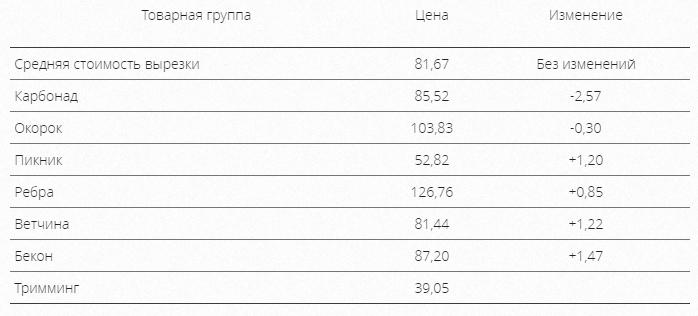 Товарная группа Цена Изменение
Средняя стоимость вырезки 81,67 Без изменений
Карбонад 85,52 -2,57
Окорок 103,83 -0,30
Пикник 52,82 +1,20
Ребра 126,76 +0,85
Ветчина 81,44 +1,22
Бекон 87,20 +1,47
Тримминг 39,05